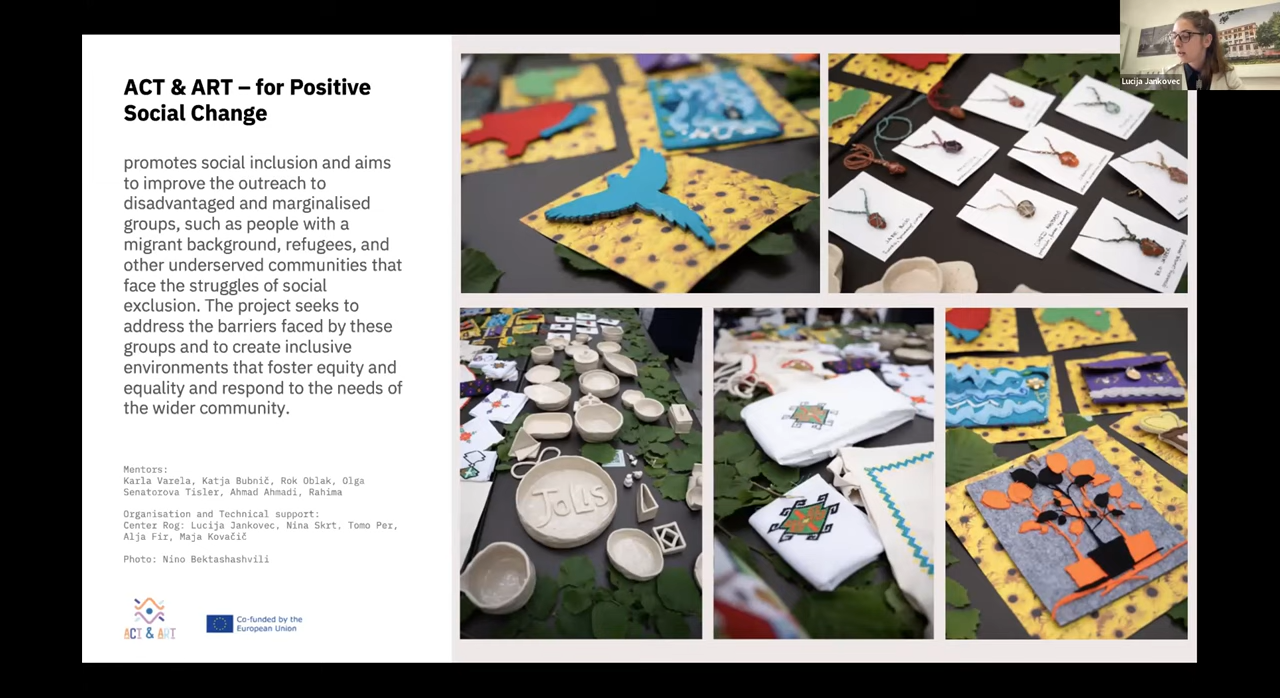 Lucija Jankovec
ACT & ART – for Positive
Social Change
promotes social inclusion and aims
to improve the outreach to
disadvantaged and marginalised
groups, such as people with a
migrant background, refugees, and
other underserved communities that
face the struggles of social
exclusion. The project seeks to
address the barriers faced by these
groups and to create inclusive
environments that foster equity and
equality and respond to the needs of
the wider community.
Mentors:
Karla Varela, Katja Bubnič, Rok Oblak, Olga
Senatorova Tisler, Ahmad Ahmadi, Rahima
Organisation and Technical support:
Center Rog: Lucija Jankovec, Nina Skrt, Tomo Per,
Alja Fir, Maja Kovačič
Photo: Nino Bektashashvili
ACT & ART
Co-funded by the
European Union